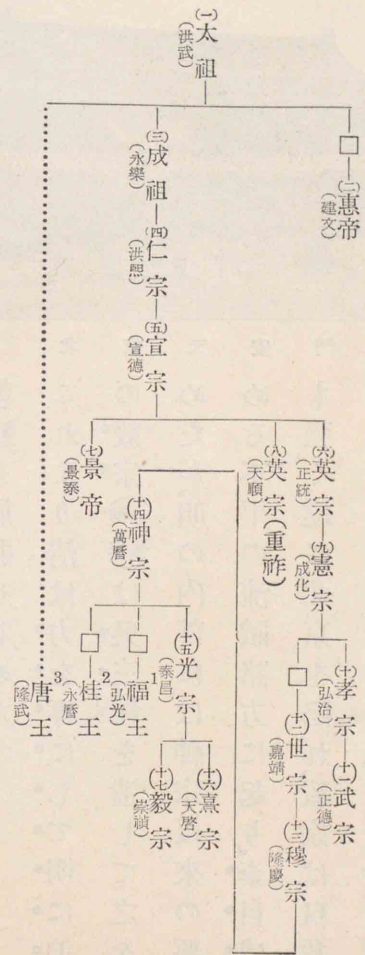 (一)太祖(洪武)
□
(二)惠帝(建文)
(三)成祖(永樂)
(四)仁宗(洪熙)
(五)宣宗(宣德)
(六)英宗(正統)
(九)憲宗(成化)
(十)孝宗(弘治)
(十一)武宗(正德)
□
(十二)世宗(嘉靖)
(十三)穆宗(隆慶)
(八)英宗(重祚)(天順)
(七)景帝(景泰)
(十四)神宗(萬曆)
(十五)光宗(泰昌)
(十六)熹宗(天啓)
(十七)毅宗(崇禎)
□
1福王(弘光)
□
2桂王(永曆)
3唐王(隆武)